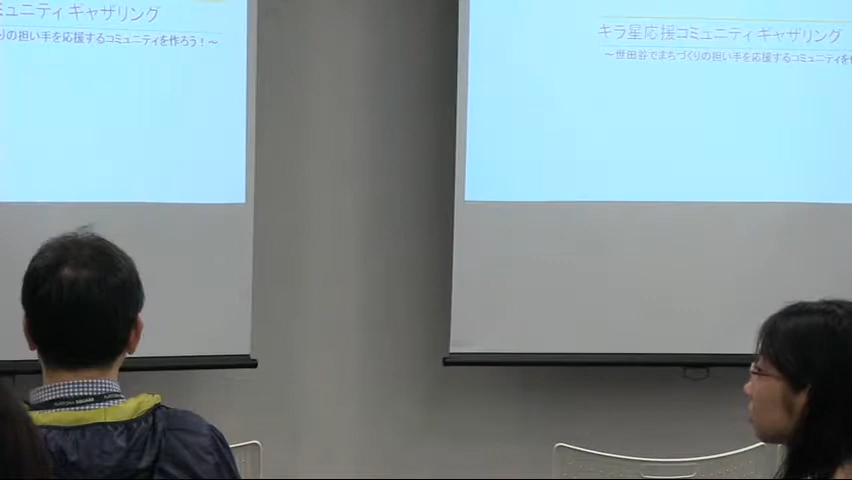 ミュニティ ギャザリング
りの担い手を応援するコミュニティを作ろう！～
キラ星応援コミュニティ ギャザリング
～世田谷でまちづくりの担い手を応援するコミュニティを